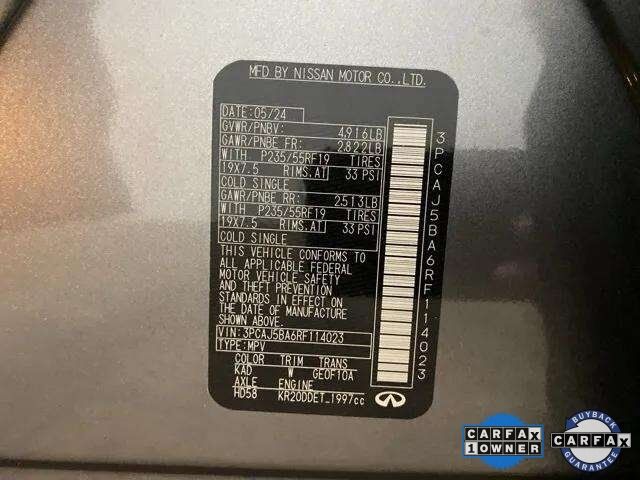 MFD.BY NISSAN MOTOR CO.,LTD.
DATE:05/24
GVWR/PNBV: 4,916LB
GAWR/PNBE FR: 2,822LB
WITH P235/55RF19 TIRES
19X7.5 RIMS,AT 33 PSI
COLD SINGLE
GAWR/PNBE RR: 2,513LB
WITH P235/55RF19 TIRES
19X7.5 RIMS,AT 33 PSI
COLD SINGLE
THIS VEHICLE CONFORMS TO
ALL APPLICABLE FEDERAL
MOTOR VEHICLE SAFETY
AND THEFT PREVENTION
STANDARDS IN EFFECT ON
THE DATE OF MANUFACTURE
SHOWN ABOVE.
VIN:3PCAJ5BA6RF114023
TYPE:MPV
COLOR TRIM TRANS
KAD W GE0F10A
AXLE ENGINE
HD58 KR20DDET_1997cc
3PCAJ5BA6RF114023
CARFAX
1 OWNER
BUYBACK
CARFAX
GUARANTEE